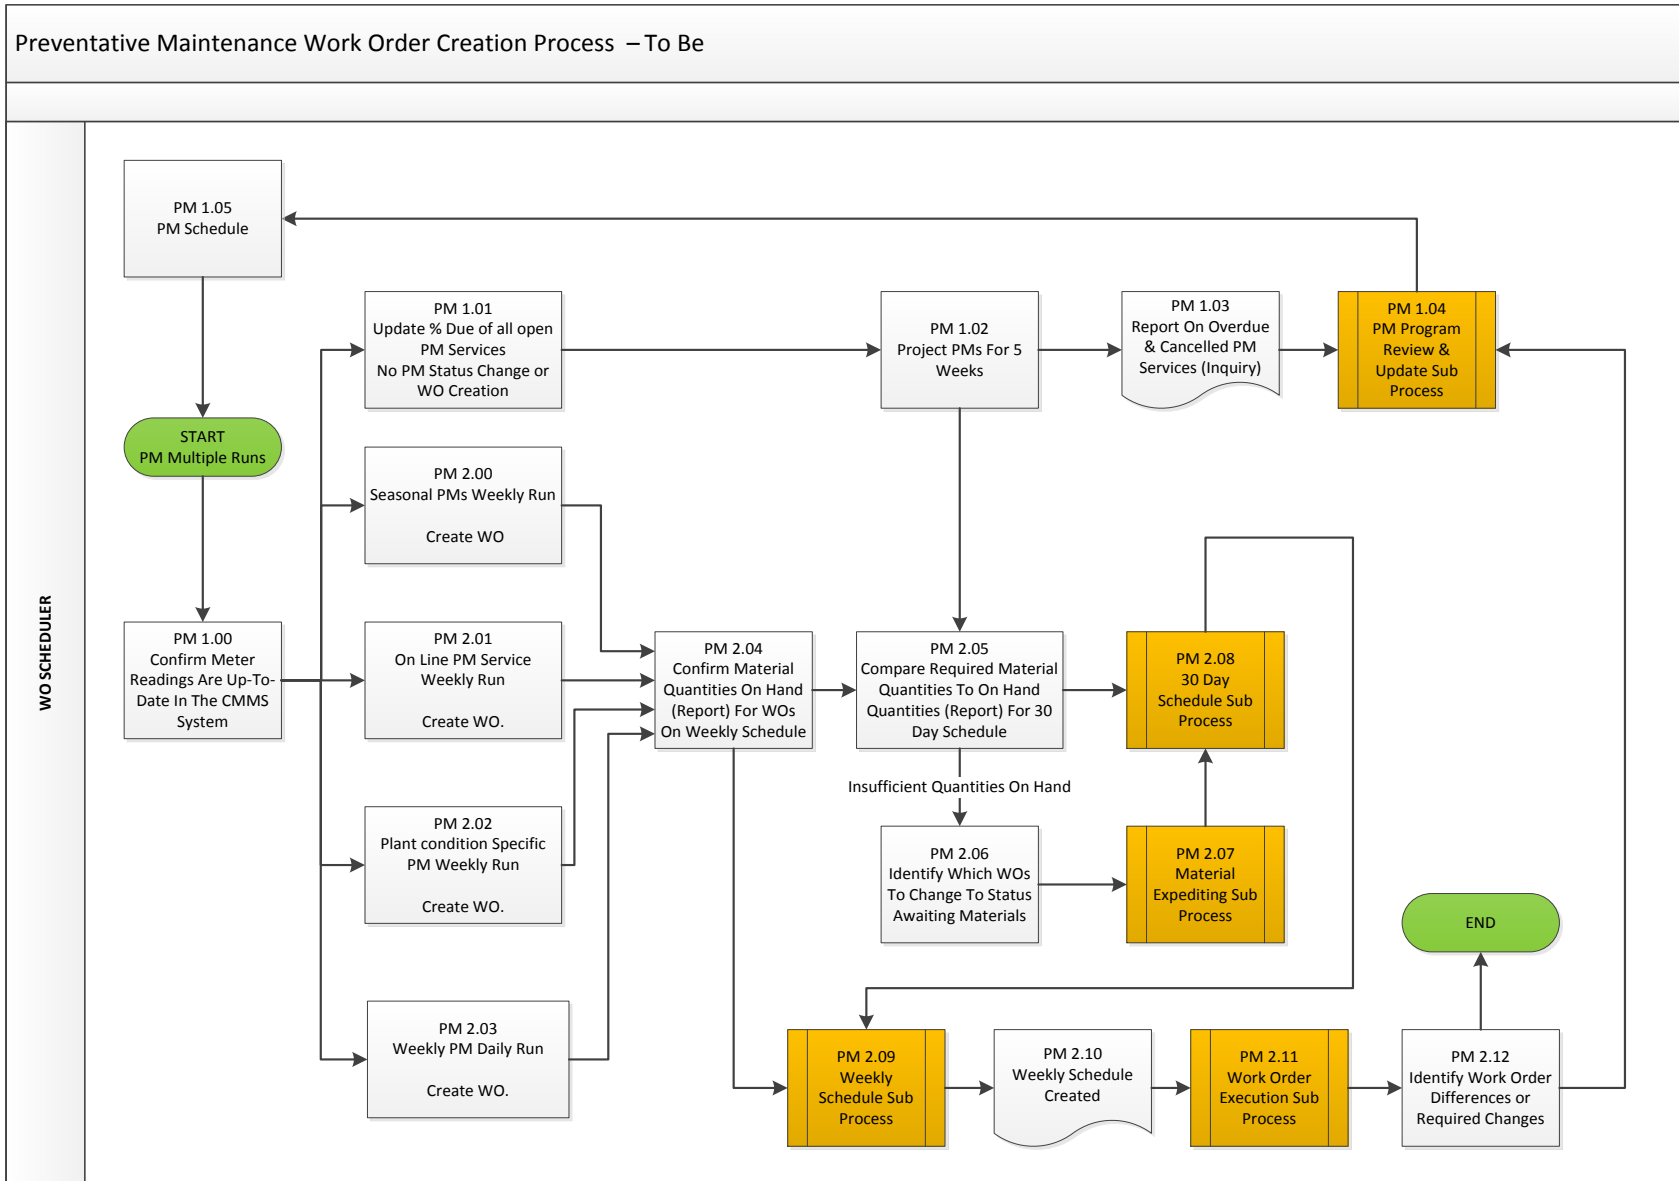 Preventative Maintenance Work Order Creation Process – To Be
WO SCHEDULER
PM 1.05
PM Schedule
START
PM Multiple Runs
PM 1.00
Confirm Meter
Readings Are Up-To-
Date In The CMMS
System
PM 1.01
Update % Due of all open
PM Services
No PM Status Change or
WO Creation
PM 2.00
Seasonal PMs Weekly Run
Create WO
PM 2.01
On Line PM Service
Weekly Run
Create WO.
PM 2.02
Plant condition Specific
PM Weekly Run
Create WO.
PM 2.03
Weekly PM Daily Run
Create WO.
PM 2.04
Confirm Material
Quantities On Hand
(Report) For WOs
On Weekly Schedule
PM 1.02
Project PMs For 5
Weeks
PM 1.03
Report On Overdue
& Cancelled PM
Services (Inquiry)
PM 1.04
PM Program
Review &
Update Sub
Process
PM 2.05
Compare Required Material
Quantities To On Hand
Quantities (Report) For 30
Day Schedule
Insufficient Quantities On Hand
PM 2.06
Identify Which WOs
To Change To Status
Awaiting Materials
PM 2.07
Material
Expediting Sub
Process
PM 2.08
30 Day
Schedule Sub
Process
PM 2.09
Weekly
Schedule Sub
Process
PM 2.10
Weekly Schedule
Created
PM 2.11
Work Order
Execution Sub
Process
PM 2.12
Identify Work Order
Differences or
Required Changes
END